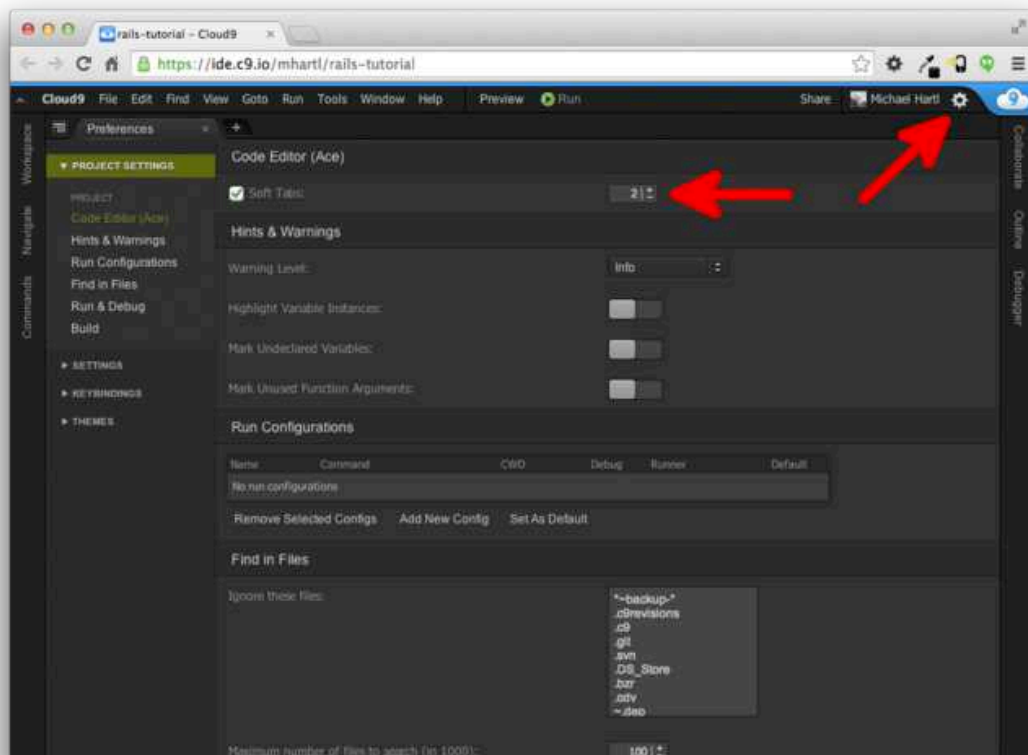 rails-tutorial - Cloud9
https://ide.c9.io/mhartl/rails-tutorial
Cloud9 File Edit Find View Goto Run Tools Window Help Preview Run Share Michael Hartl
Workspace
Navigate
Commands
Preferences
PROJECT SETTINGS
PROJECT
Code Editor (Ace)
Hints & Warnings
Run Configurations
Find in Files
Run & Debug
Build
SETTINGS
KEYBINDINGS
THEMES
Code Editor (Ace)
Soft Tabs: 2
Hints & Warnings
Warning Level: Info
Highlight Variable Instances:
Mark Undeclared Variables:
Mark Unused Function Arguments:
Run Configurations
Name Command CWD Debug Runner Default
No run configurations
Remove Selected Configs Add New Config Set As Default
Find in Files
Ignore these files:
*~backup-*
.c9revisions
.c9
.git
.svn
.DS_Store
.bzr
.cdv
~.dep
Maximum number of files to search (in 1000): 100
Collaborate
Outline
Debugger